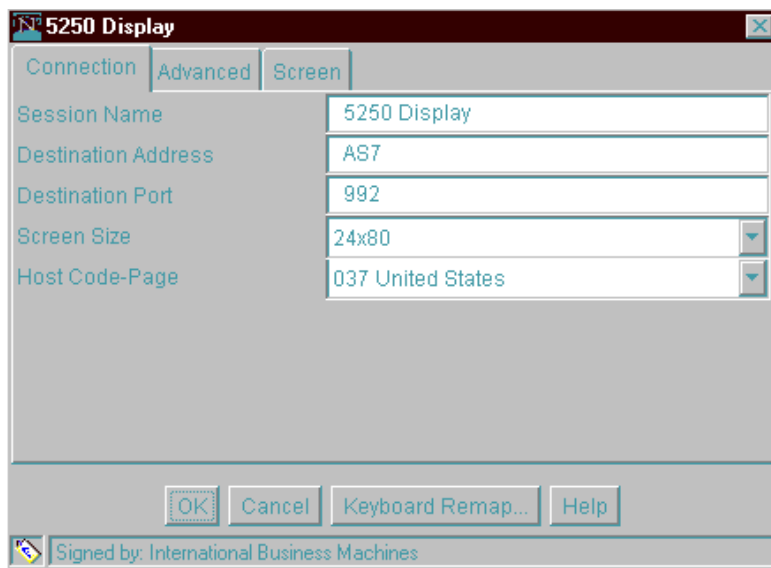 5250 Display
Connection Advanced Screen
Session Name 5250 Display
Destination Address AS7
Destination Port 992
Screen Size 24x80
Host Code-Page 037 United States
OK Cancel Keyboard Remap... Help
Signed by: International Business Machines